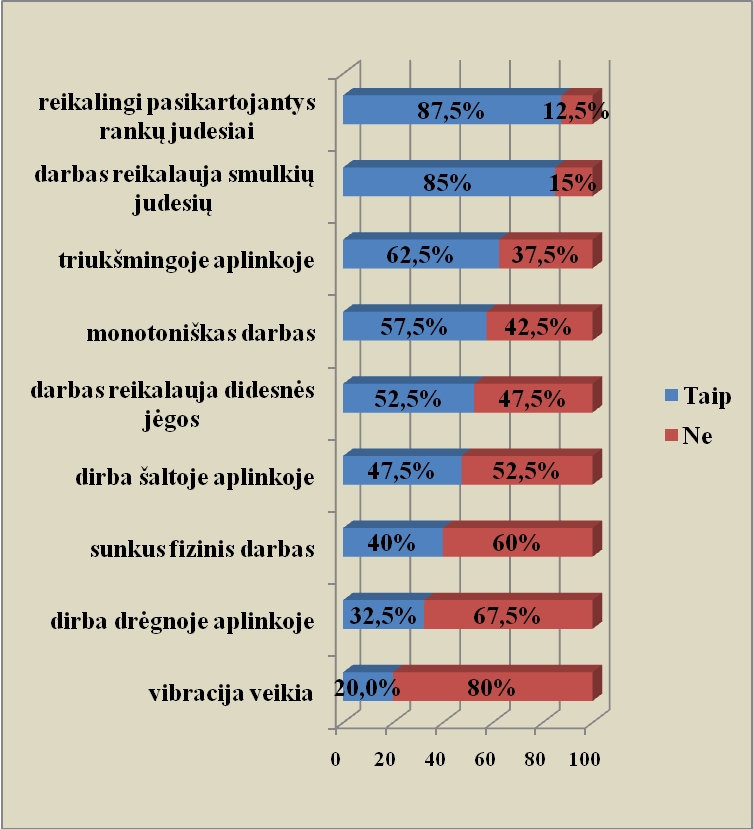 reikalingi pasikartojantys
rankų judesiai
87,5%
12,5%
darbas reikalauja smulkių
judesių
85%
15%
triukšmingoje aplinkoje
62,5%
37,5%
monotoniškas darbas
57,5%
42,5%
darbas reikalauja didesnės
jėgos
52,5%
47,5%
dirba šaltoje aplinkoje
47,5%
52,5%
sunkus fizinis darbas
40%
60%
dirba drėgnoje aplinkoje
32,5%
67,5%
vibracija veikia
20,0%
80%
0 20 40 60 80 100
Taip
Ne